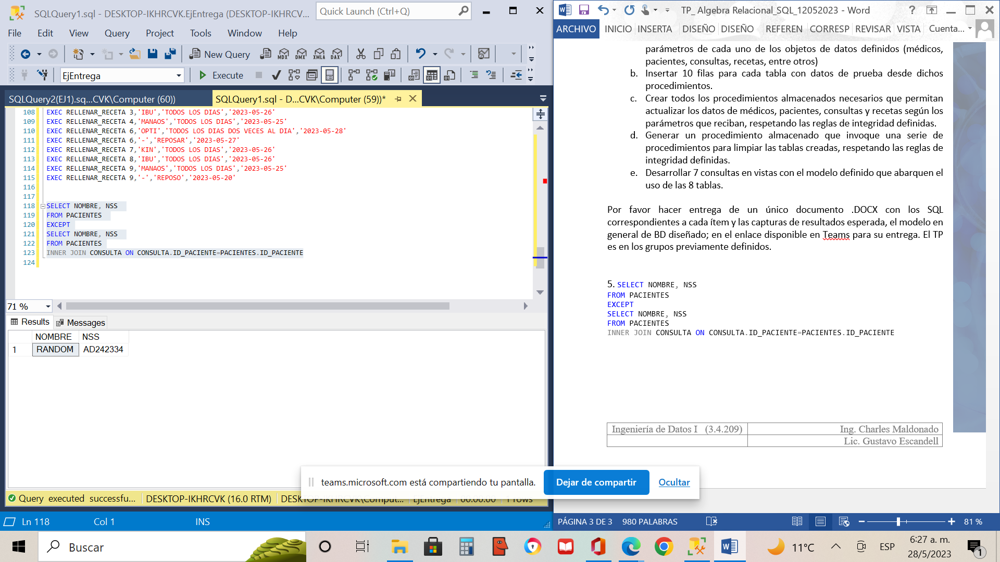 SQLQuery1.sql - DESKTOP-IKHRCVK.EjEntrega (DESKTOP-IKHRCV...
Quick Launch (Ctrl+Q)
File Edit View Query Project Tools Window Help
New Query
MDX DMX XMLA DAX
EjEntrega
Execute
SQLQuery2(EJ1).sq...CVK\Computer (60))
SQLQuery1.sql - D...CVK\Computer (59))*
108 EXEC RELLENAR_RECETA 3,'IBU','TODOS LOS DIAS','2023-05-26'
109 EXEC RELLENAR_RECETA 4,'MANAOS','TODOS LOS DIAS','2023-05-25'
110 EXEC RELLENAR_RECETA 6,'OPTI','TODOS LOS DIAS DOS VECES AL DIA','2023-05-28'
111 EXEC RELLENAR_RECETA 6,'-','REPOSAR','2023-05-27'
112 EXEC RELLENAR_RECETA 7,'KIN','TODOS LOS DIAS','2023-05-26'
113 EXEC RELLENAR_RECETA 8,'IBU','TODOS LOS DIAS','2023-05-26'
114 EXEC RELLENAR_RECETA 9,'MANAOS','TODOS LOS DIAS','2023-05-25'
115 EXEC RELLENAR_RECETA 9,'-','REPOSO','2023-05-20'
116
117
118 SELECT NOMBRE, NSS
119 FROM PACIENTES
120 EXCEPT
121 SELECT NOMBRE, NSS
122 FROM PACIENTES
123 INNER JOIN CONSULTA ON CONSULTA.ID_PACIENTE=PACIENTES.ID_PACIENTE
124
71 %
Results Messages
NOMBRE NSS
1 RANDOM AD242334
Query executed successfu... DESKTOP-IKHRCVK (16.0 RTM) DESKTOP-IKHRCVK\Comput... EjEntrega 00:00:00 1 rows
Ln 118 Col 1 INS
TP_ Algebra Relacional_SQL_12052023 - Word
ARCHIVO INICIO INSERTA DISEÑO DISEÑO REFEREN CORRESP REVISAR VISTA Cuenta...
parámetros de cada uno de los objetos de datos definidos (médicos,
pacientes, consultas, recetas, entre otros)
b. Insertar 10 filas para cada tabla con datos de prueba desde dichos
procedimientos.
c. Crear todos los procedimientos almacenados necesarios que permitan
actualizar los datos de médicos, pacientes, consultas y recetas según los
parámetros que reciban, respetando las reglas de integridad definidas.
d. Generar un procedimiento almacenado que invoque una serie de
procedimientos para limpiar las tablas creadas, respetando las reglas de
integridad definidas.
e. Desarrollar 7 consultas en vistas con el modelo definido que abarquen el
uso de las 8 tablas.
Por favor hacer entrega de un único documento .DOCX con los SQL
correspondientes a cada ítem y las capturas de resultados esperada, el modelo en
general de BD diseñado; en el enlace disponible en Teams para su entrega. El TP
es en los grupos previamente definidos.
5. SELECT NOMBRE, NSS
FROM PACIENTES
EXCEPT
SELECT NOMBRE, NSS
FROM PACIENTES
INNER JOIN CONSULTA ON CONSULTA.ID_PACIENTE=PACIENTES.ID_PACIENTE
Ingeniería de Datos I (3.4.209) Ing. Charles Maldonado
Lic. Gustavo Escandell
teams.microsoft.com está compartiendo tu pantalla. Dejar de compartir Ocultar
PÁGINA 3 DE 3 980 PALABRAS 81 %
Buscar
11°C
ESP
6:27 a. m.
28/5/2023
1